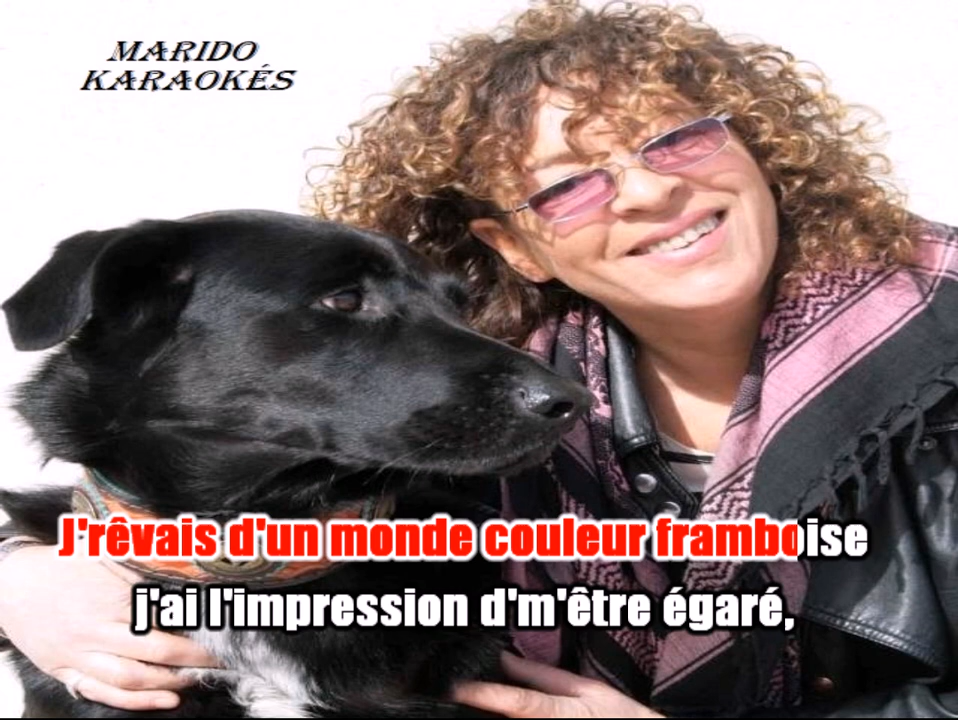 MARIDO
KARAOKÉS
J'rêvais d'un monde couleur framboise
j'ai l'impression d'm'être égaré,